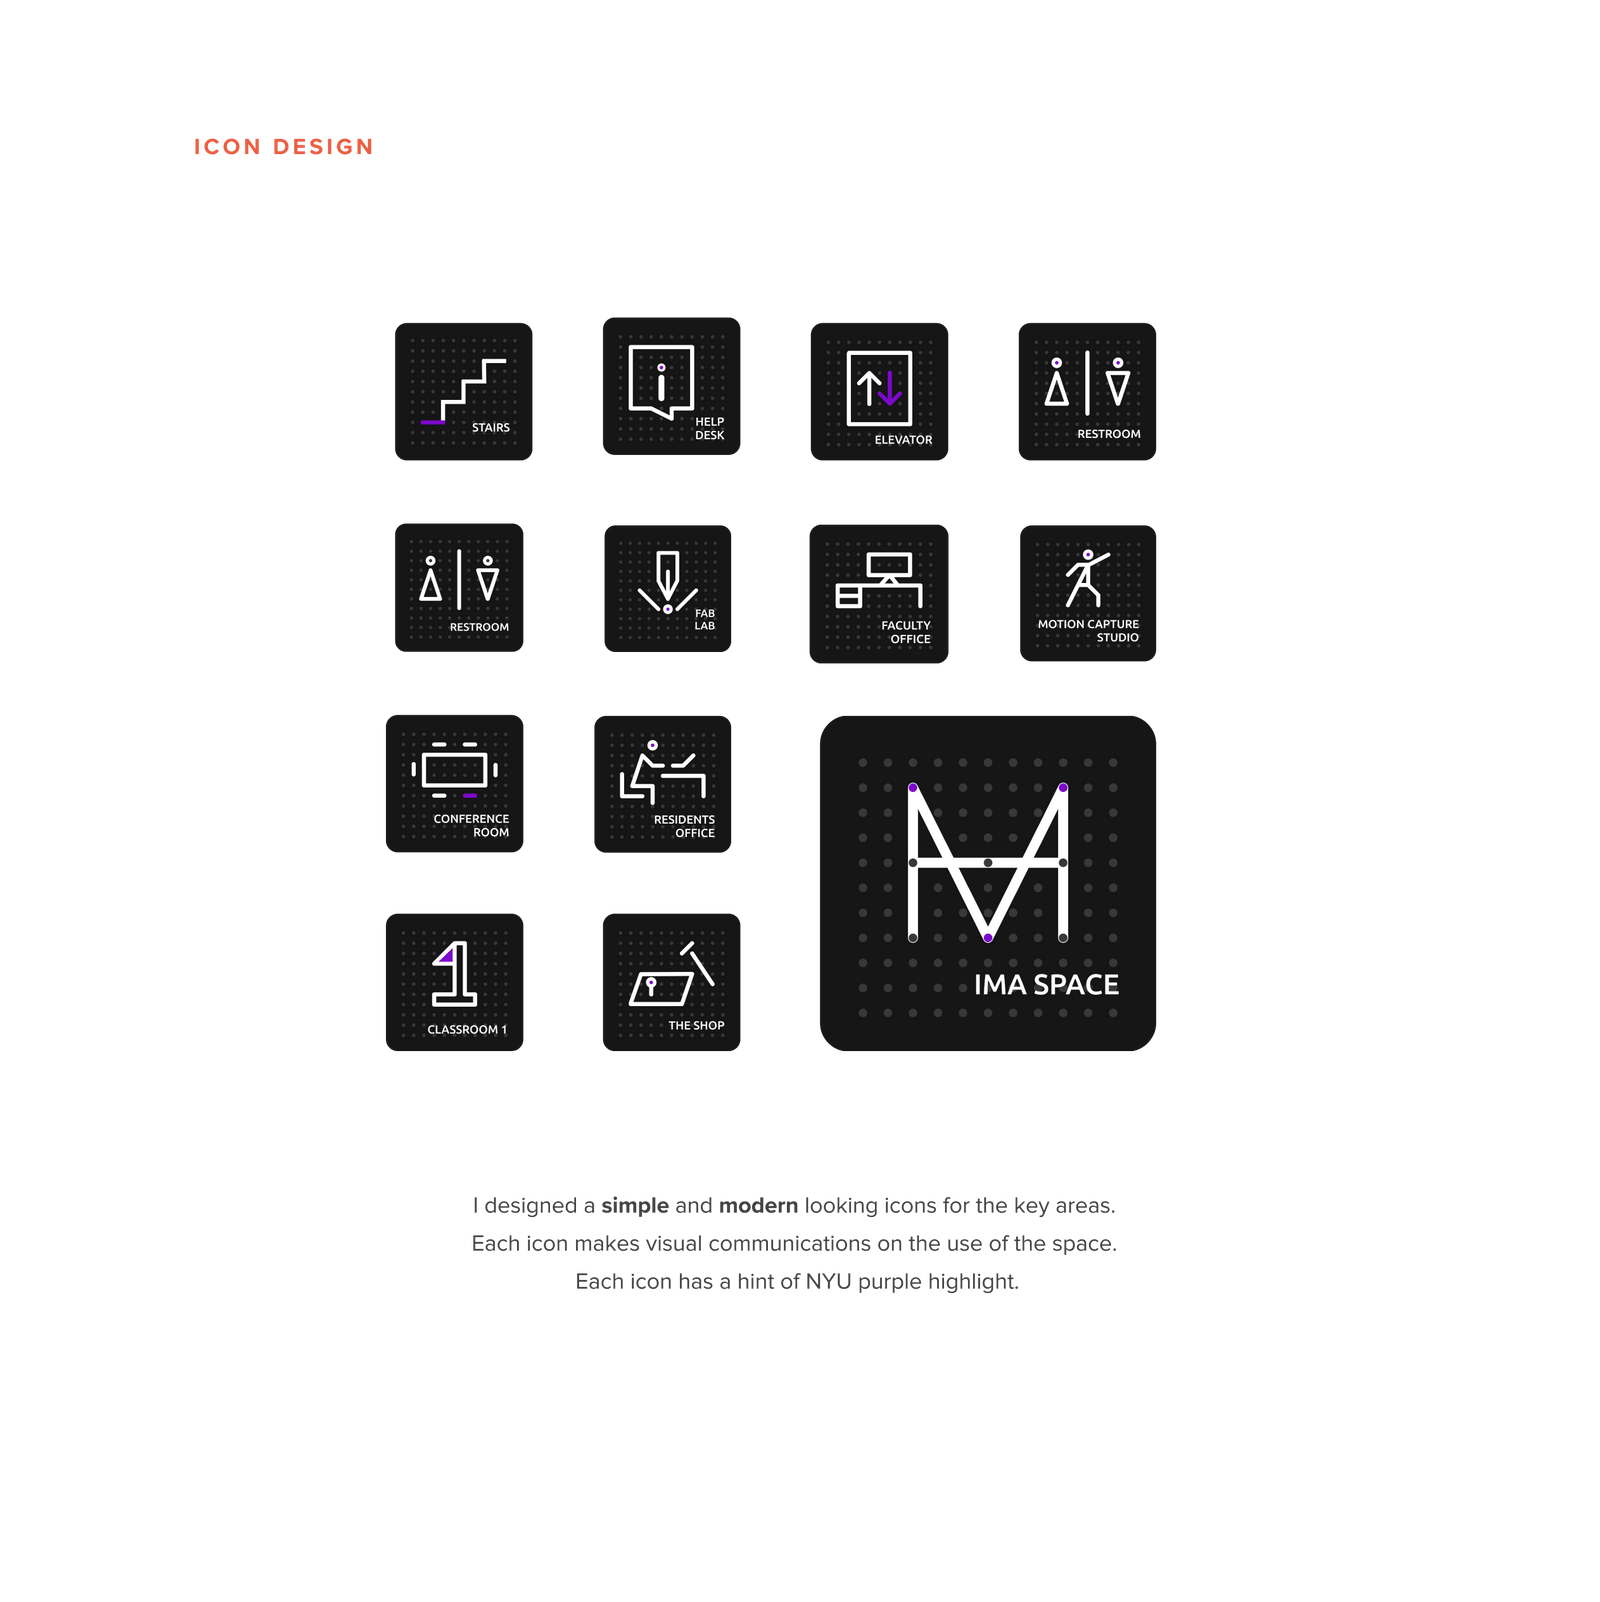 ICON DESIGN
STAIRS
HELP
DESK
ELEVATOR
RESTROOM
RESTROOM
FAB
LAB
FACULTY
OFFICE
MOTION CAPTURE
STUDIO
CONFERENCE
ROOM
RESIDENTS
OFFICE
IMA SPACE
CLASSROOM 1
THE SHOP
I designed a simple and modern looking icons for the key areas.
Each icon makes visual communications on the use of the space.
Each icon has a hint of NYU purple highlight.